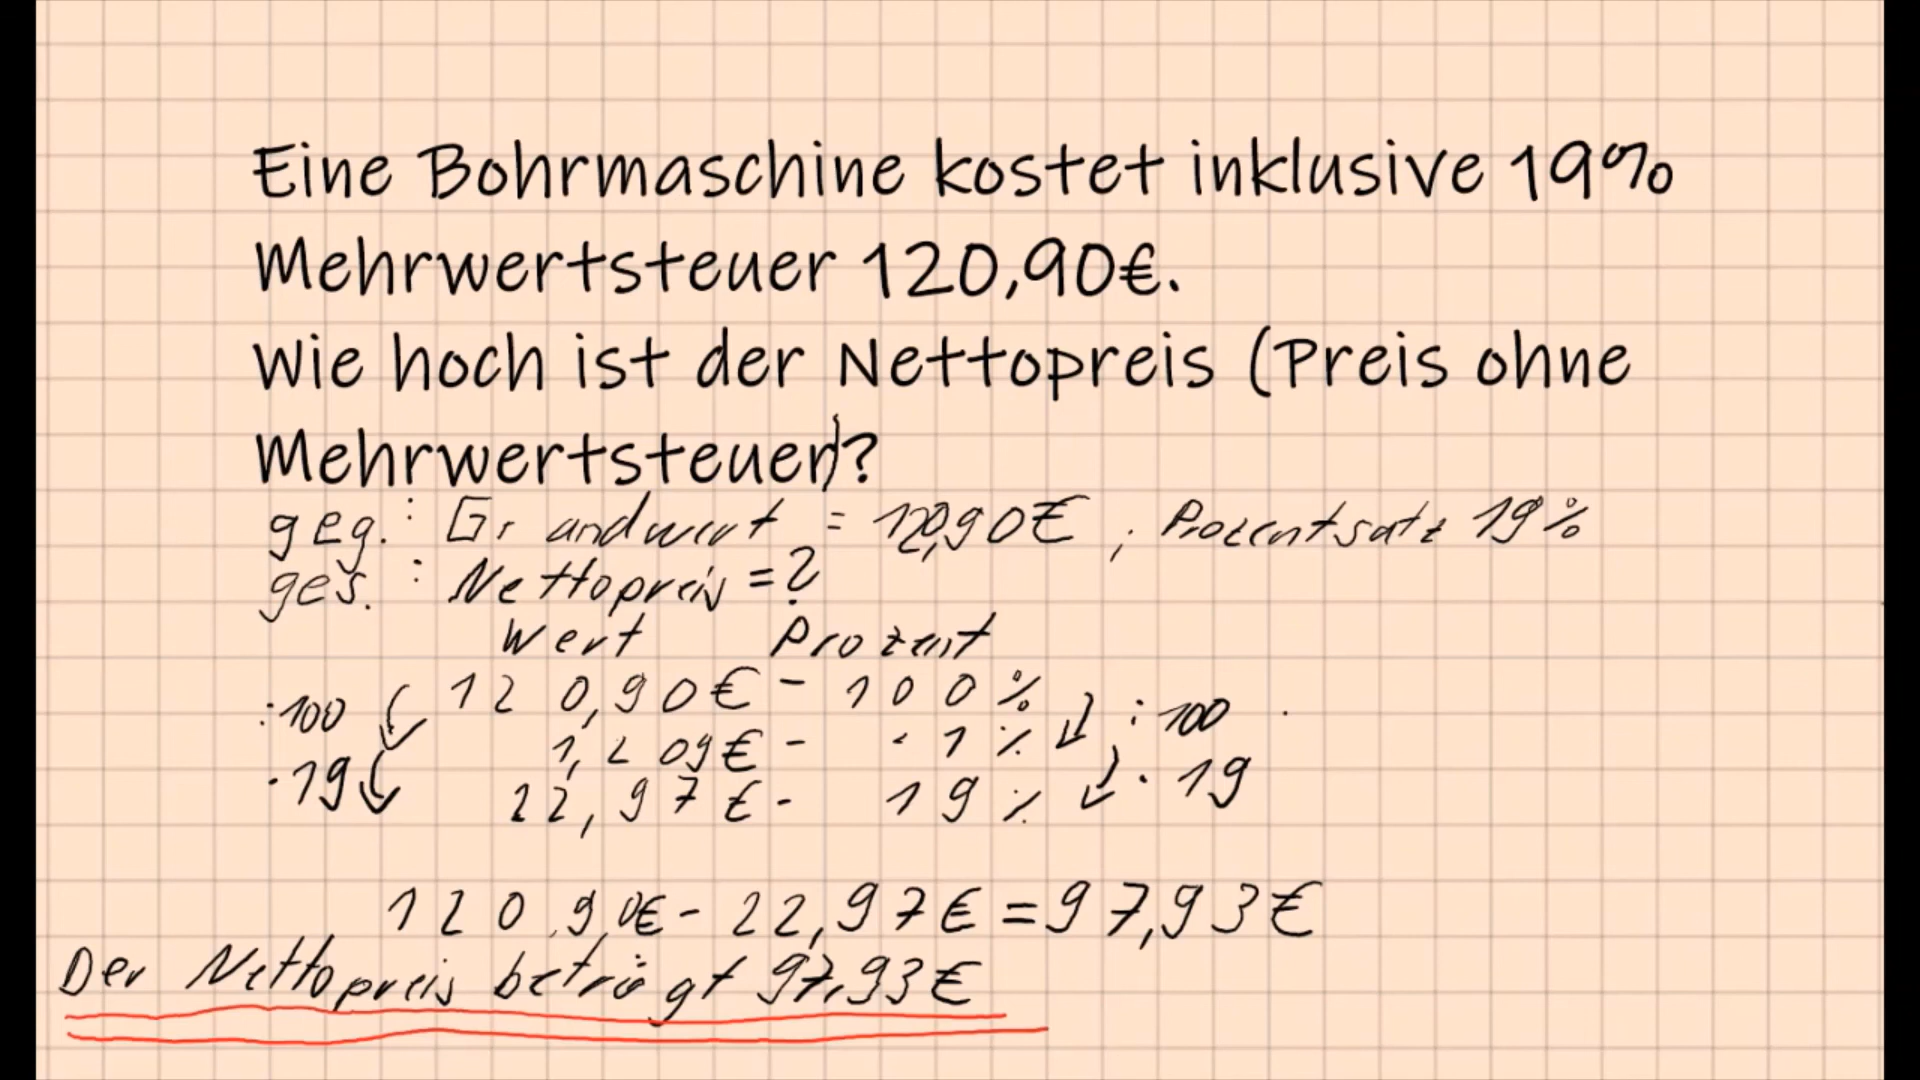 Eine Bohrmaschine kostet inklusive 19%
Mehrwertsteuer 120,90€.
Wie hoch ist der Nettopreis (Preis ohne
Mehrwertsteuer)?
geg.: Grundwert = 120,90€ ; Prozentsatz 19%
ges.: Nettopreis = ?
Wert Prozent
:100 120,90€ - 100% :100
1,209€ - 1%
·19 22,97€ - 19% ·19
120,90€ - 22,97€ = 97,93€
Der Nettopreis beträgt 97,93€